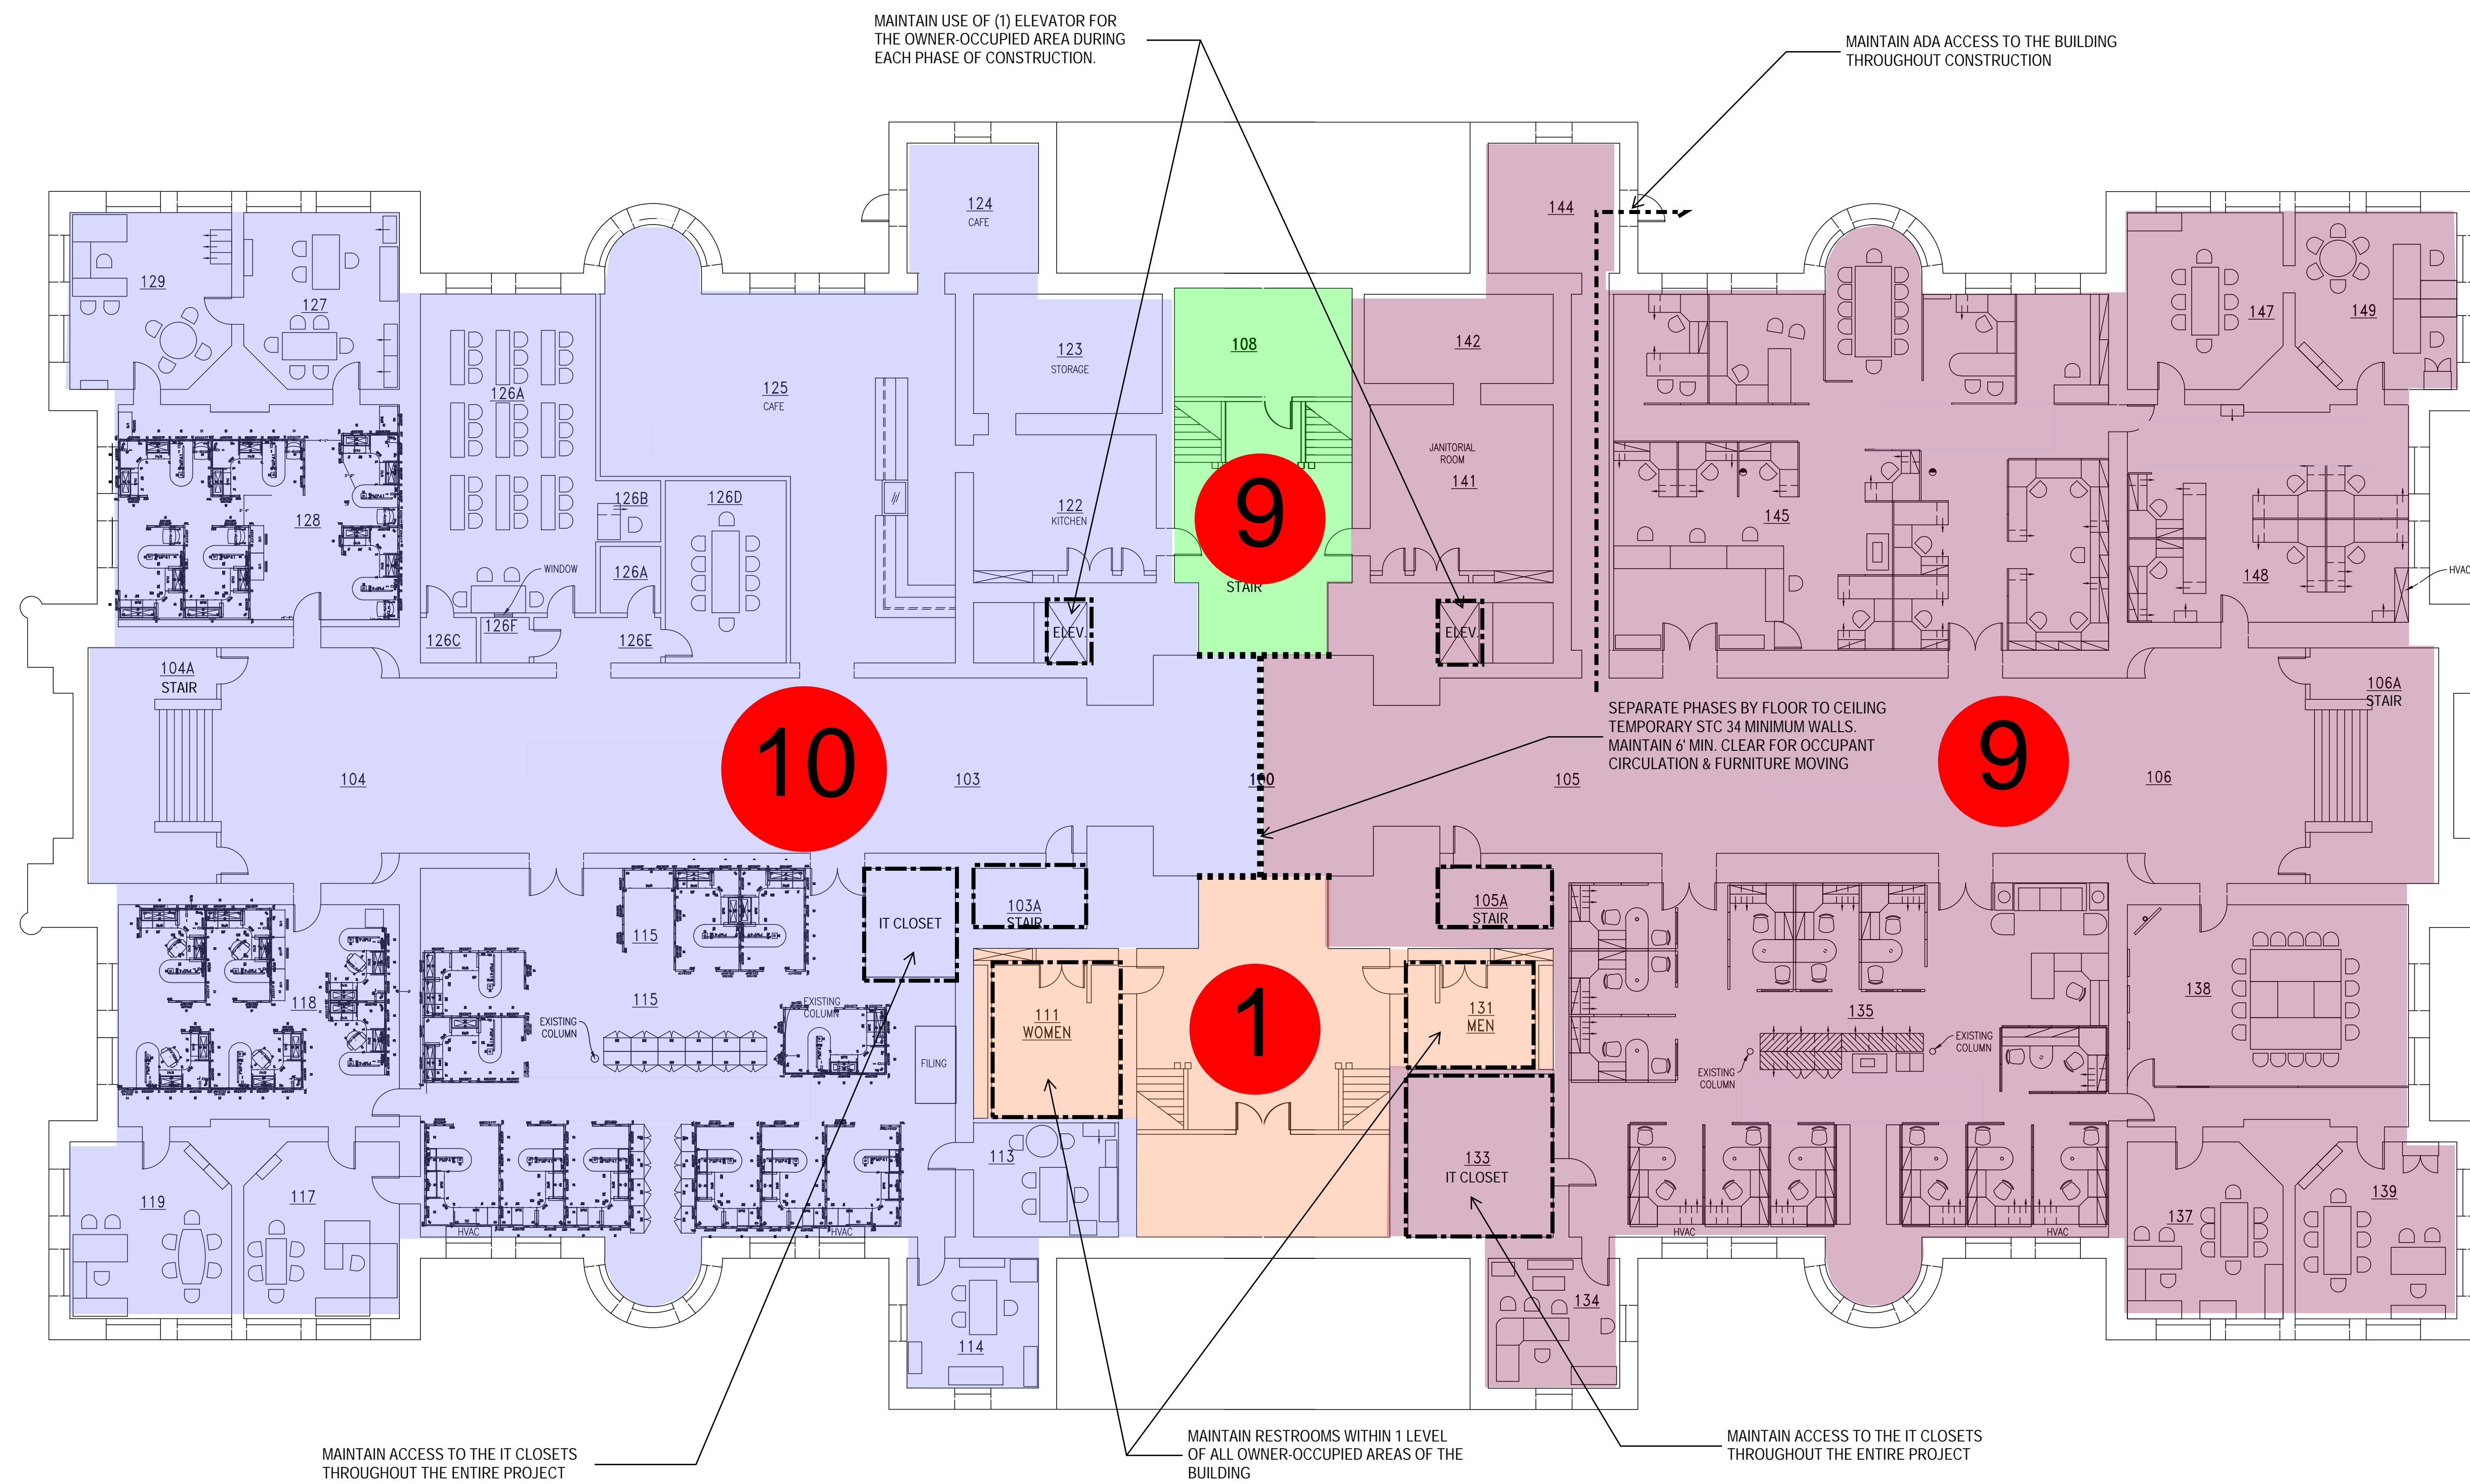 MAINTAIN USE OF (1) ELEVATOR FOR
THE OWNER-OCCUPIED AREA DURING
EACH PHASE OF CONSTRUCTION.
MAINTAIN ADA ACCESS TO THE BUILDING
THROUGHOUT CONSTRUCTION
124
CAFE
144
129
127
147
149
108
123
STORAGE
142
126A
125
CAFE
JANITORIAL
ROOM
141
9
128
126B
126D
122
KITCHEN
145
WINDOW
126A
STAIR
148
HVAC
126C
126F
126E
ELEV.
ELEV.
104A
STAIR
106A
STAIR
SEPARATE PHASES BY FLOOR TO CEILING
TEMPORARY STC 34 MINIMUM WALLS.
MAINTAIN 6' MIN. CLEAR FOR OCCUPANT
CIRCULATION & FURNITURE MOVING
10
9
104
103
100
105
106
103A
STAIR
105A
STAIR
IT CLOSET
115
118
115
EXISTING
COLUMN
EXISTING
COLUMN
FILING
111
WOMEN
1
131
MEN
135
138
EXISTING
COLUMN
EXISTING
COLUMN
113
133
IT CLOSET
119
117
137
139
HVAC
HVAC
HVAC
HVAC
114
134
MAINTAIN ACCESS TO THE IT CLOSETS
THROUGHOUT THE ENTIRE PROJECT
MAINTAIN RESTROOMS WITHIN 1 LEVEL
OF ALL OWNER-OCCUPIED AREAS OF THE
BUILDING
MAINTAIN ACCESS TO THE IT CLOSETS
THROUGHOUT THE ENTIRE PROJECT